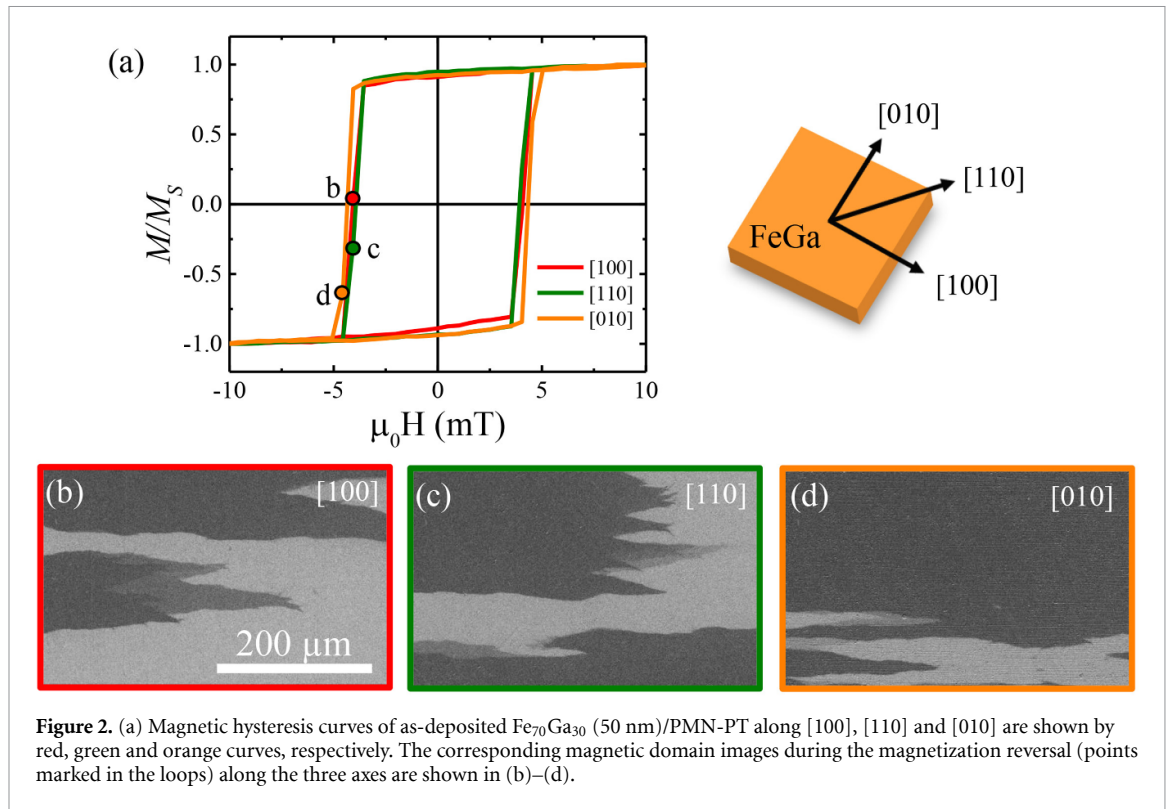 (a)
1.0
0.5
0.0
-0.5
-1.0
M/M_S
b
c
d
[100]
[110]
[010]
-10
-5
0
5
10
μ₀H (mT)
[010]
[110]
FeGa
[100]
(b)
[100]
200 μm
(c)
[110]
(d)
[010]
Figure 2. (a) Magnetic hysteresis curves of as-deposited Fe₇₀Ga₃₀ (50 nm)/PMN-PT along [100], [110] and [010] are shown by
red, green and orange curves, respectively. The corresponding magnetic domain images during the magnetization reversal (points
marked in the loops) along the three axes are shown in (b)–(d).